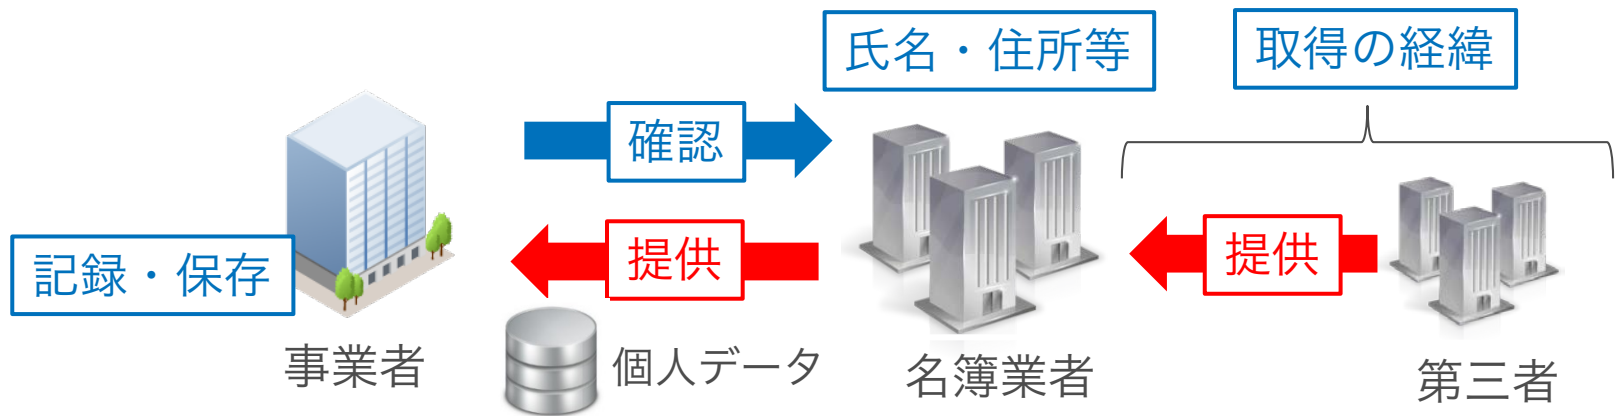 氏名・住所等
取得の経緯
確認
記録・保存
提供
提供
事業者
個人データ
名簿業者
第三者